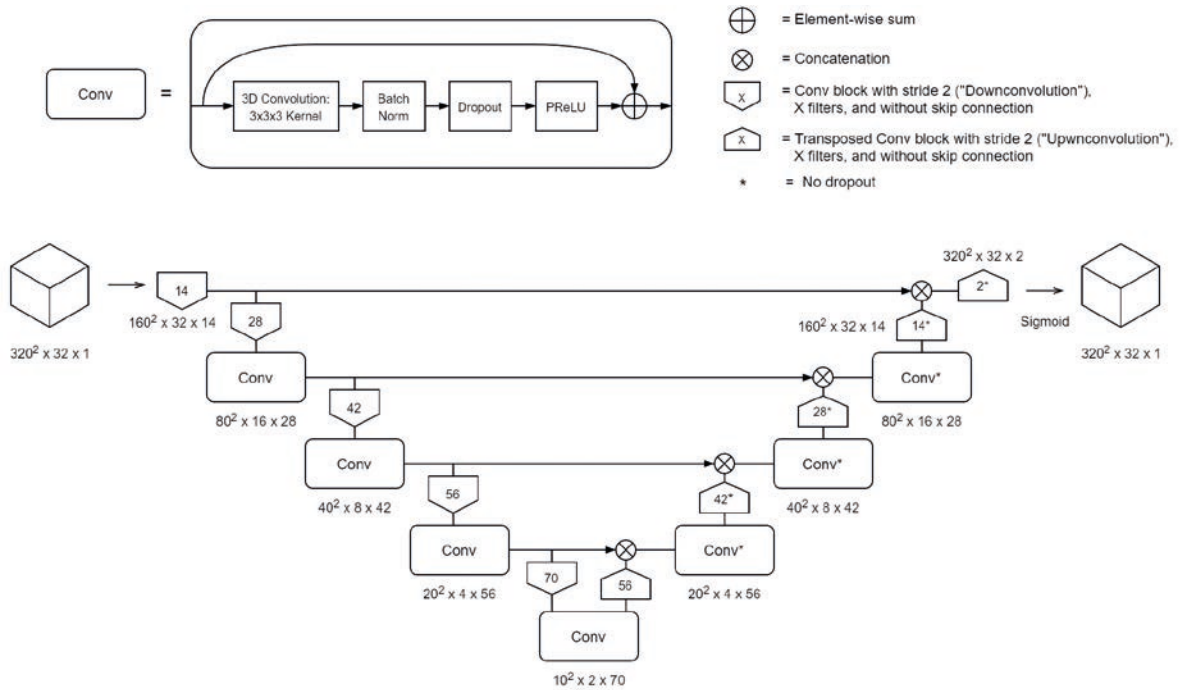 Conv
=
3D Convolution:
3x3x3 Kernel
Batch
Norm
Dropout
PReLU
= Element-wise sum
= Concatenation
X
= Conv block with stride 2 ("Downconvolution"),
X filters, and without skip connection
X
= Transposed Conv block with stride 2 ("Upwnconvolution"),
X filters, and without skip connection
* = No dropout
320² x 32 x 1
14
160² x 32 x 14
28
Conv
80² x 16 x 28
42
Conv
40² x 8 x 42
56
Conv
20² x 4 x 56
70
Conv
10² x 2 x 70
56
Conv*
20² x 4 x 56
42*
Conv*
40² x 8 x 42
28*
Conv*
80² x 16 x 28
160² x 32 x 14
14*
320² x 32 x 2
2*
Sigmoid
320² x 32 x 1